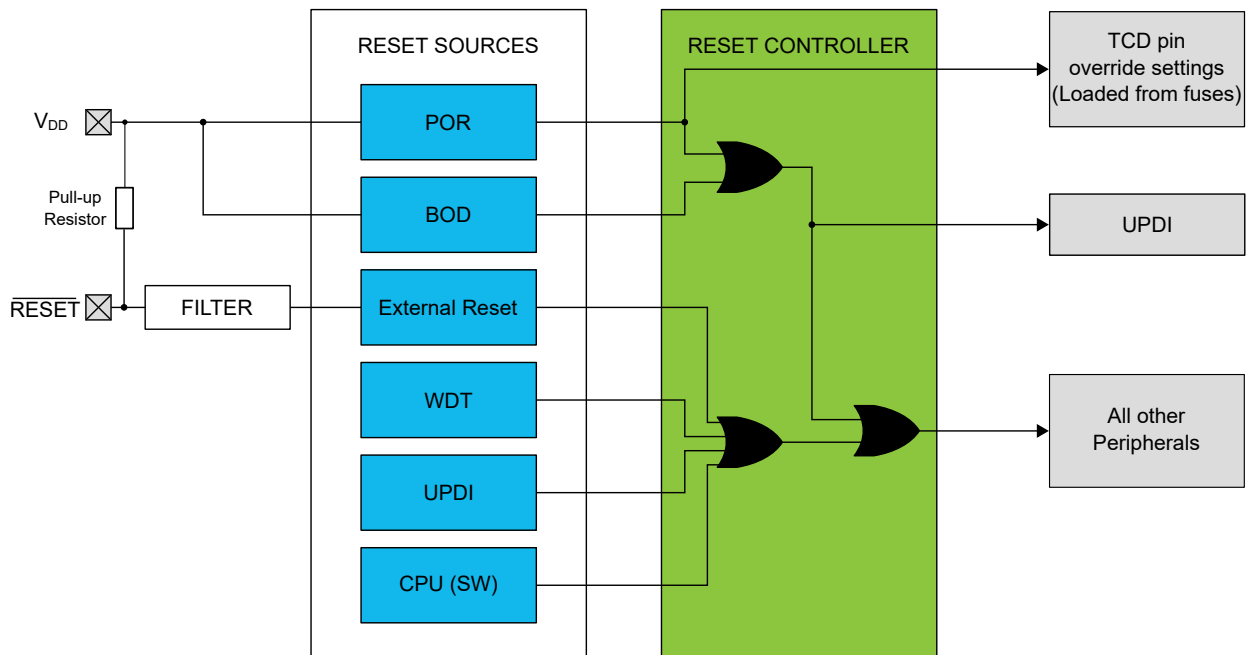 RESET SOURCES
RESET CONTROLLER
TCD pin
override settings
(Loaded from fuses)
VDD
POR
Pull-up
Resistor
BOD
UPDI
RESET
FILTER
External Reset
WDT
All other
Peripherals
UPDI
CPU (SW)